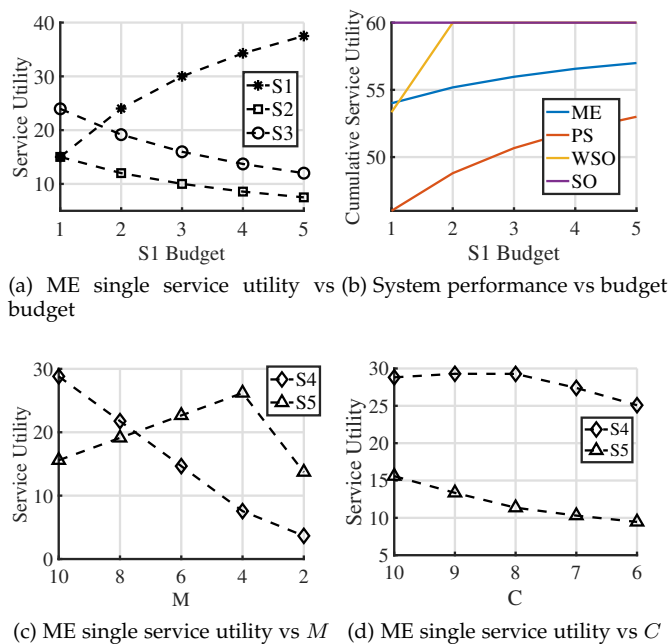 40
30
20
10
Service Utility
S1
S2
S3
1 2 3 4 5
S1 Budget
60
55
50
Cumulative Service Utility
ME
PS
WSO
SO
1 2 3 4 5
S1 Budget
(a) ME single service utility vs
budget
(b) System performance vs budget
30
20
10
0
Service Utility
S4
S5
10 8 6 4 2
M
30
25
20
15
10
5
Service Utility
S4
S5
10 9 8 7 6
C
(c) ME single service utility vs M
(d) ME single service utility vs C